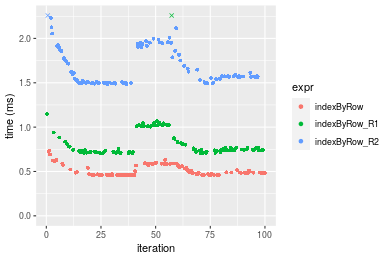 2.0
1.5
1.0
0.5
0.0
time (ms)
0
25
50
75
100
iteration
expr
indexByRow
indexByRow_R1
indexByRow_R2